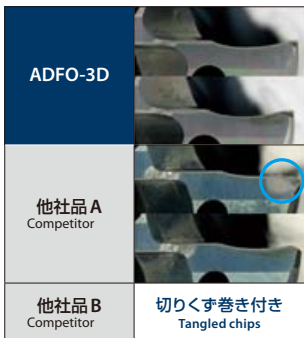 ADFO-3D
他社品A
Competitor
他社品B
Competitor
切りくず巻き付き
Tangled chips